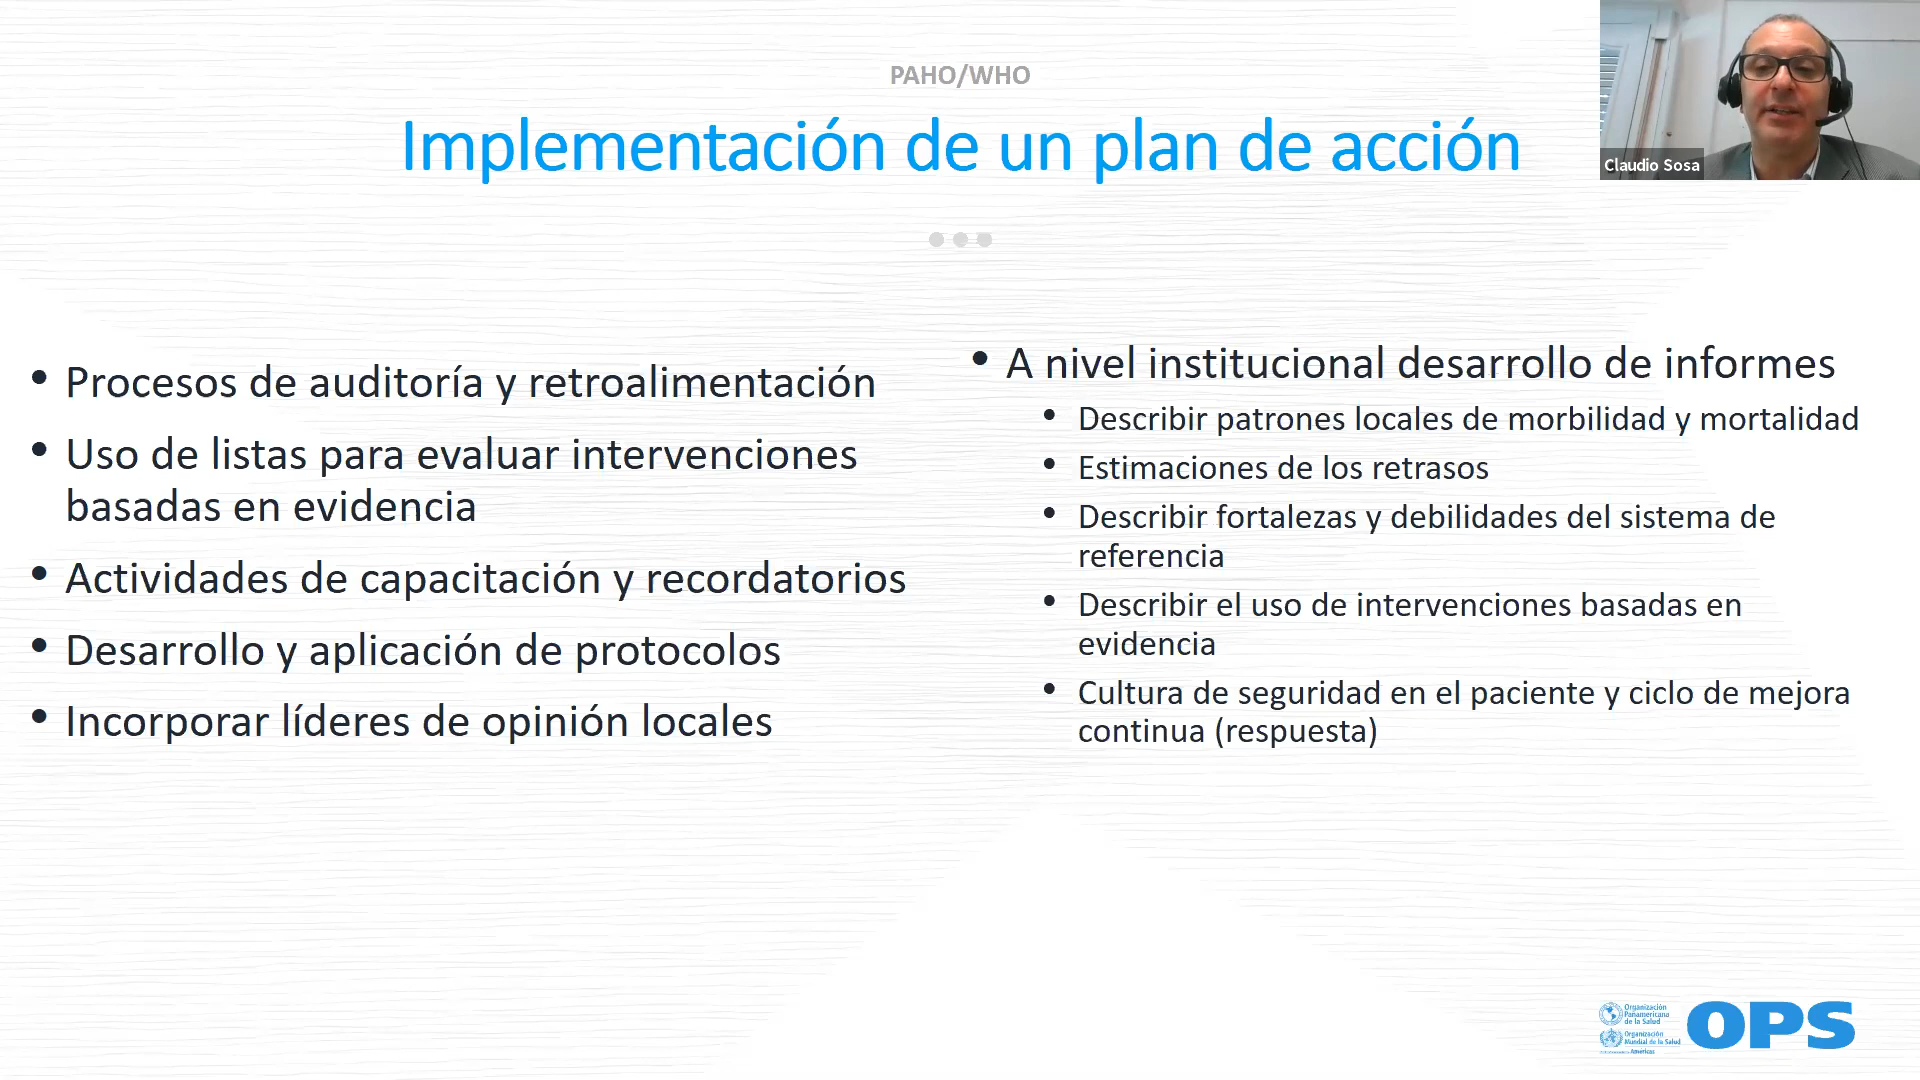 PAHO/WHO
Implementación de un plan de acción
Claudio Sosa
• Procesos de auditoría y retroalimentación
• Uso de listas para evaluar intervenciones
basadas en evidencia
• Actividades de capacitación y recordatorios
• Desarrollo y aplicación de protocolos
• Incorporar líderes de opinión locales
• A nivel institucional desarrollo de informes
• Describir patrones locales de morbilidad y mortalidad
• Estimaciones de los retrasos
• Describir fortalezas y debilidades del sistema de
referencia
• Describir el uso de intervenciones basadas en
evidencia
• Cultura de seguridad en el paciente y ciclo de mejora
continua (respuesta)
Organización
Panamericana
de la Salud
Organización
Mundial de la Salud
Américas
OPS